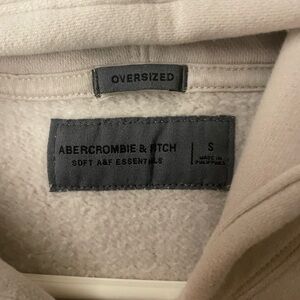 OVERSIZED
ABERCROMBIE & FITCH
SOFT A&F ESSENTIALS
S
MADE IN
PHILIPPINES